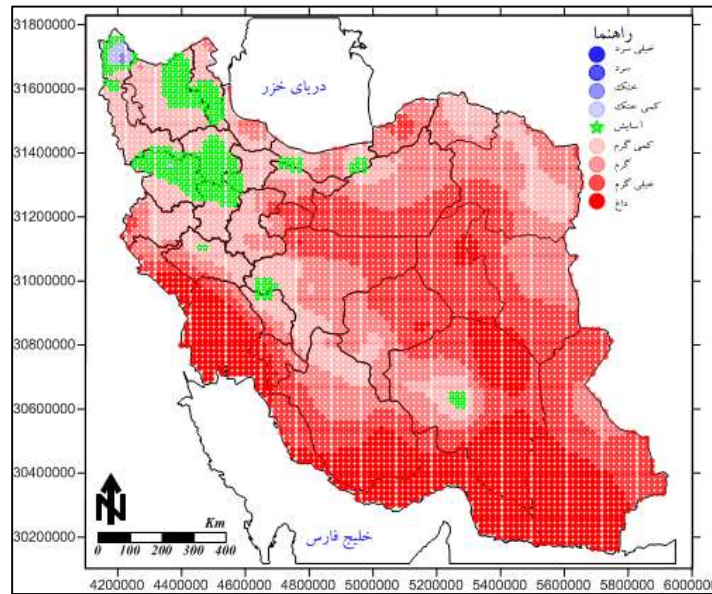 راهنما
خیلی سرد
سرد
خنک
کمی خنک
آسایش
کمی گرم
گرم
خیلی گرم
داغ
دریای خزر
خلیج فارس
N
Km
0 100 200 300 400
31800000
31600000
31400000
31200000
31000000
30800000
30600000
30400000
30200000
4200000 4400000 4600000 4800000 5000000 5200000 5400000 5600000 5800000 6000000